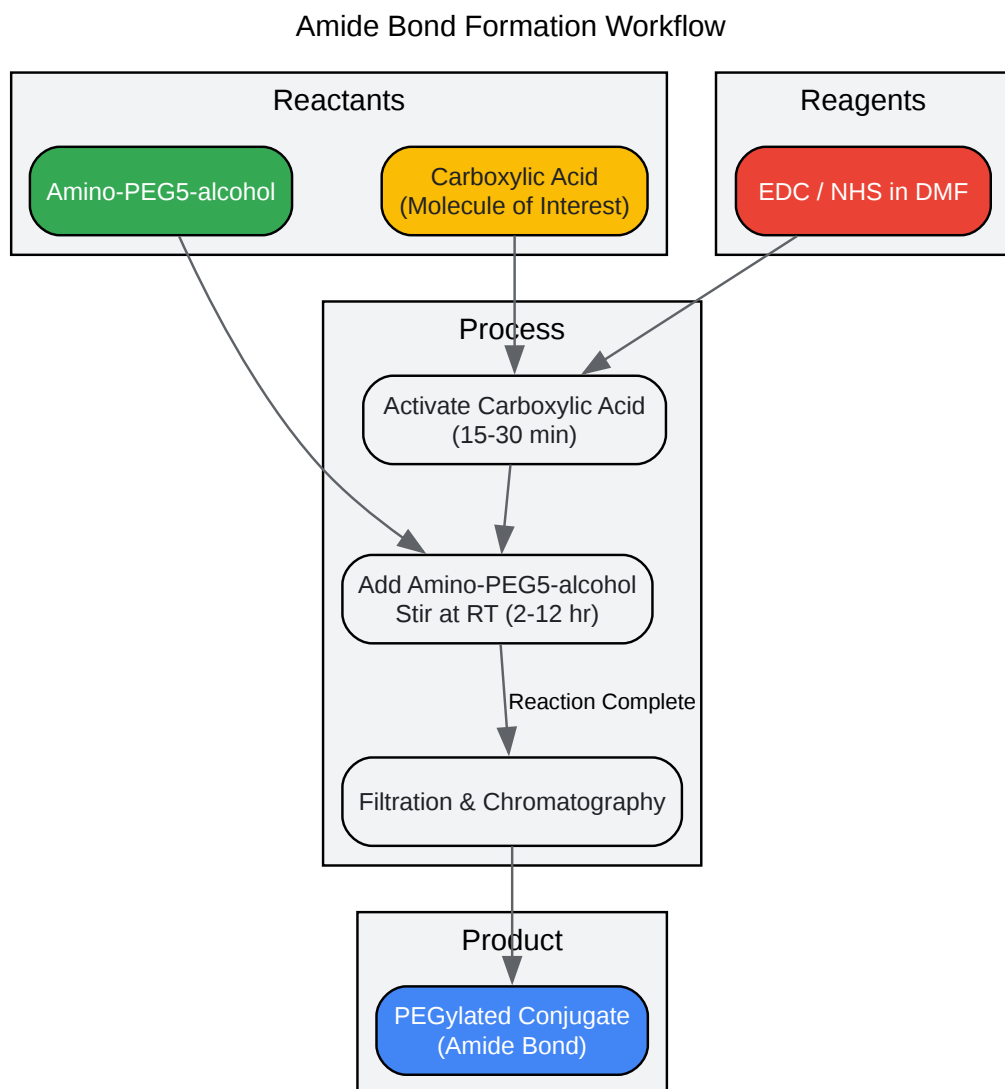 Amide Bond Formation Workflow
Reactants
Reagents
Amino-PEG5-alcohol
Carboxylic Acid
(Molecule of Interest)
EDC / NHS in DMF
Process
Activate Carboxylic Acid
(15-30 min)
Add Amino-PEG5-alcohol
Stir at RT (2-12 hr)
Reaction Complete
Filtration & Chromatography
Product
PEGylated Conjugate
(Amide Bond)